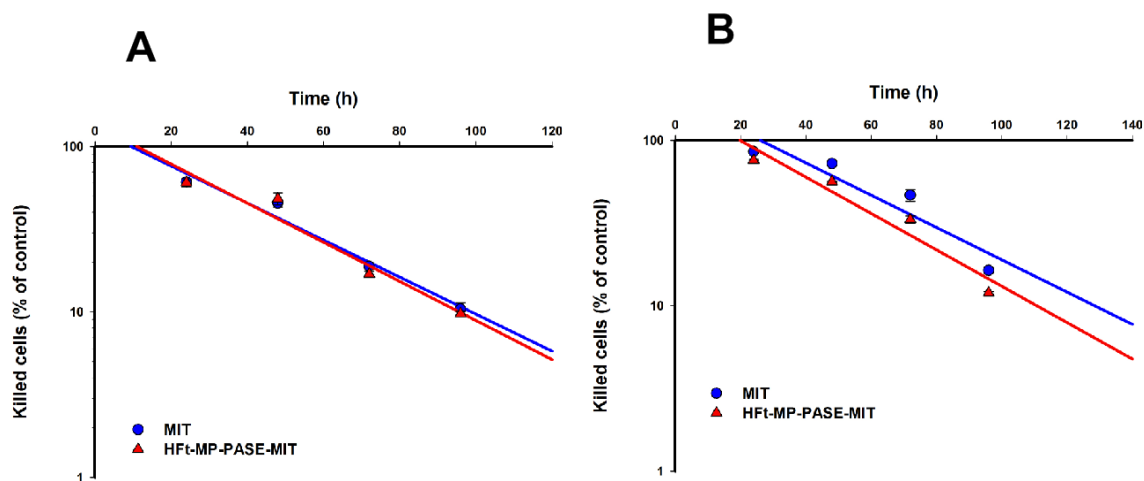 A
Time (h)
0 20 40 60 80 100 120
100
10
1
Killed cells (% of control)
MIT
HFt-MP-PASE-MIT
B
Time (h)
0 20 40 60 80 100 120 140
100
10
1
Killed cells (% of control)
MIT
HFt-MP-PASE-MIT